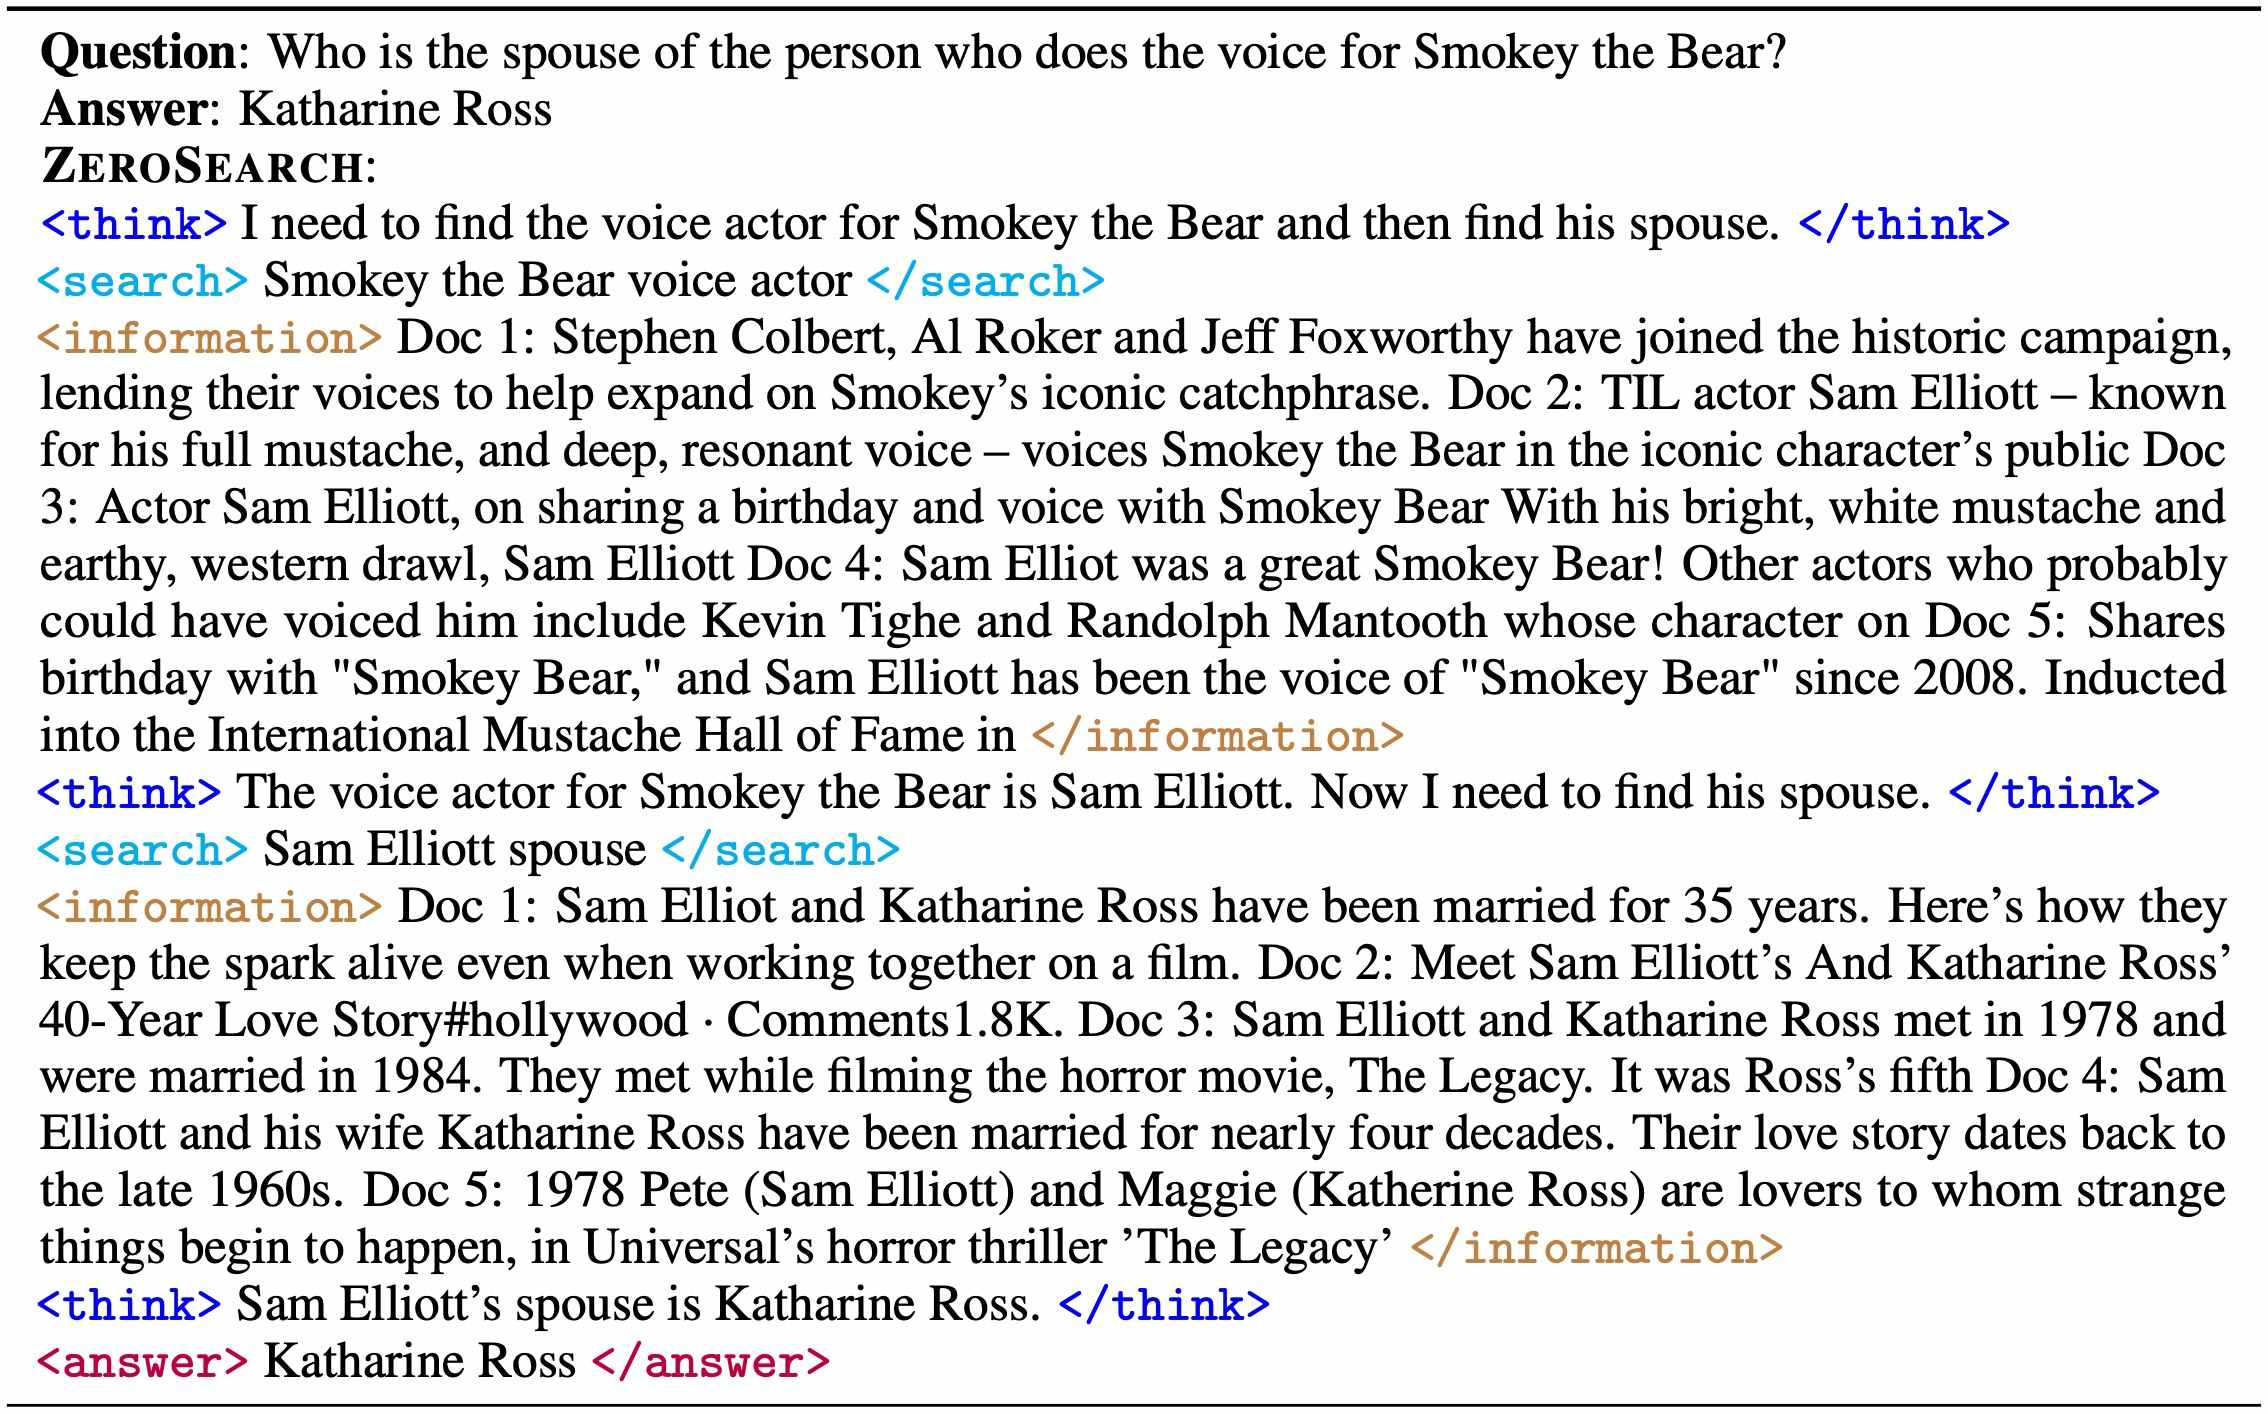 Question: Who is the spouse of the person who does the voice for Smokey the Bear?
Answer: Katharine Ross
ZEROSEARCH:
<think> I need to find the voice actor for Smokey the Bear and then find his spouse. </think>
<search> Smokey the Bear voice actor </search>
<information> Doc 1: Stephen Colbert, Al Roker and Jeff Foxworthy have joined the historic campaign,
lending their voices to help expand on Smokey’s iconic catchphrase. Doc 2: TIL actor Sam Elliott – known
for his full mustache, and deep, resonant voice – voices Smokey the Bear in the iconic character’s public Doc
3: Actor Sam Elliott, on sharing a birthday and voice with Smokey Bear With his bright, white mustache and
earthy, western drawl, Sam Elliott Doc 4: Sam Elliot was a great Smokey Bear! Other actors who probably
could have voiced him include Kevin Tighe and Randolph Mantooth whose character on Doc 5: Shares
birthday with "Smokey Bear," and Sam Elliott has been the voice of "Smokey Bear" since 2008. Inducted
into the International Mustache Hall of Fame in </information>
<think> The voice actor for Smokey the Bear is Sam Elliott. Now I need to find his spouse. </think>
<search> Sam Elliott spouse </search>
<information> Doc 1: Sam Elliot and Katharine Ross have been married for 35 years. Here’s how they
keep the spark alive even when working together on a film. Doc 2: Meet Sam Elliott’s And Katharine Ross’
40-Year Love Story#hollywood · Comments1.8K. Doc 3: Sam Elliott and Katharine Ross met in 1978 and
were married in 1984. They met while filming the horror movie, The Legacy. It was Ross’s fifth Doc 4: Sam
Elliott and his wife Katharine Ross have been married for nearly four decades. Their love story dates back to
the late 1960s. Doc 5: 1978 Pete (Sam Elliott) and Maggie (Katherine Ross) are lovers to whom strange
things begin to happen, in Universal’s horror thriller ’The Legacy’ </information>
<think> Sam Elliott’s spouse is Katharine Ross. </think>
<answer> Katharine Ross </answer>